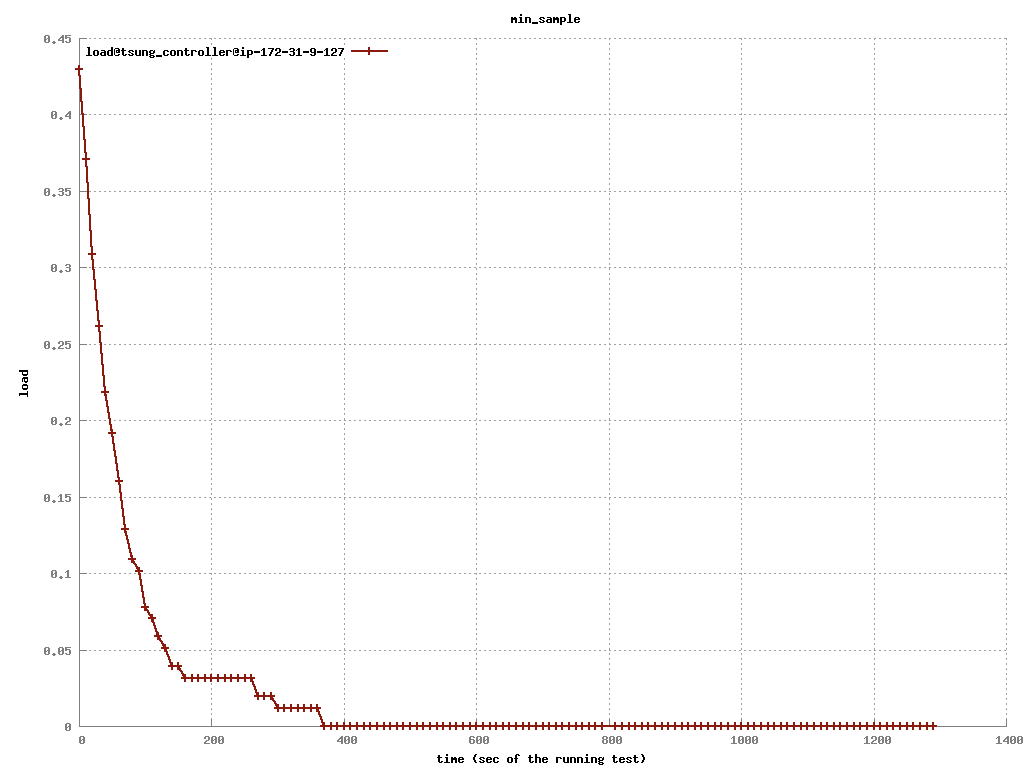 min_sample
load@tsung_controller@ip-172-31-9-127
0.45
0.4
0.35
0.3
0.25
0.2
0.15
0.1
0.05
0
load
0 200 400 600 800 1000 1200 1400
time (sec of the running test)